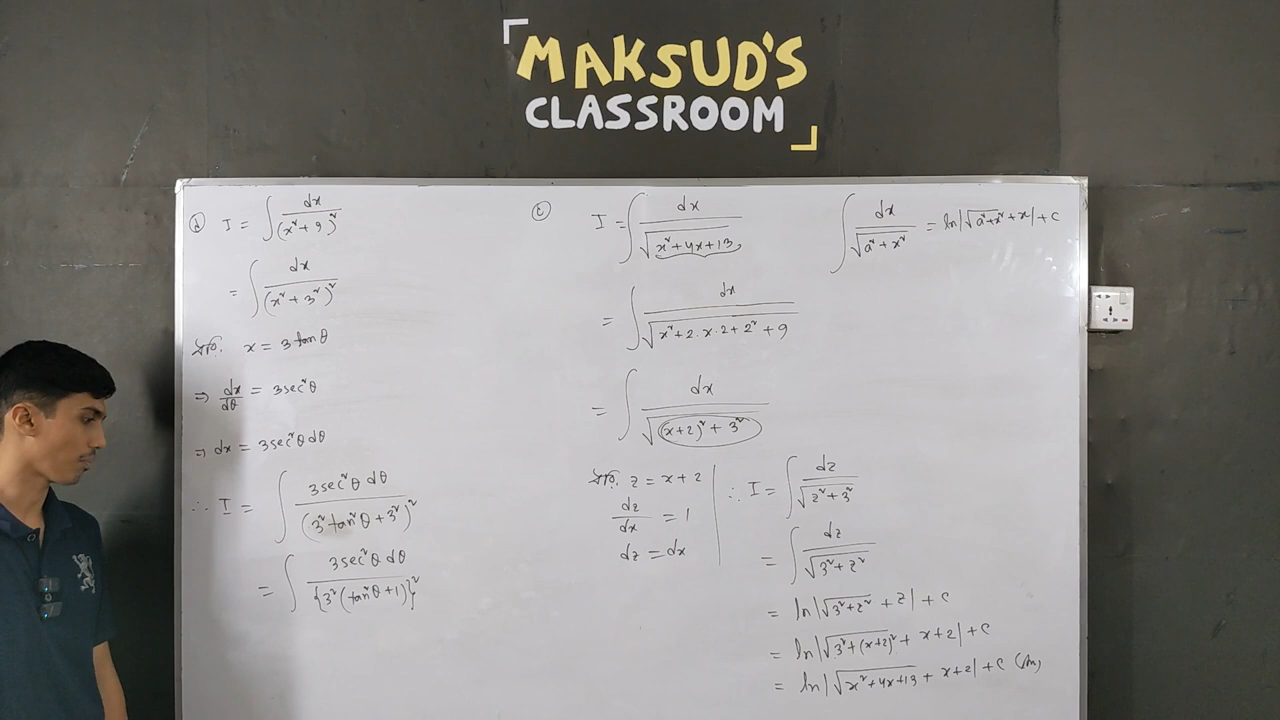 MAKSUD'S
CLASSROOM
ⓓ I = ∫ dx/(x²+9)²
= ∫ dx/(x²+3²)²
ধরি, x = 3 tanθ
⇒ dx/dθ = 3sec²θ
⇒ dx = 3sec²θ dθ
∴ I = ∫ 3sec²θ dθ/(3² tan²θ + 3²)²
= ∫ 3sec²θ dθ/{3²(tan²θ + 1)}²
I = ∫ dx/√(x²+4x+13)
= ∫ dx/√(x²+2.x.2+2²+9)
= ∫ dx/√((x+2)²+3²)
ধরি, z = x+2
dz/dx = 1
dz = dx
∫ dx/√(a²+x²) = ln|√(a²+x²)+x|+c
∴ I = ∫ dz/√(z²+3²)
= ∫ dz/√(3²+z²)
= ln|√(3²+z²) + z| + c
= ln|√(3²+(x+2)²) + x+2| + c
= ln|√(x²+4x+13) + x+2| + c (Ans)